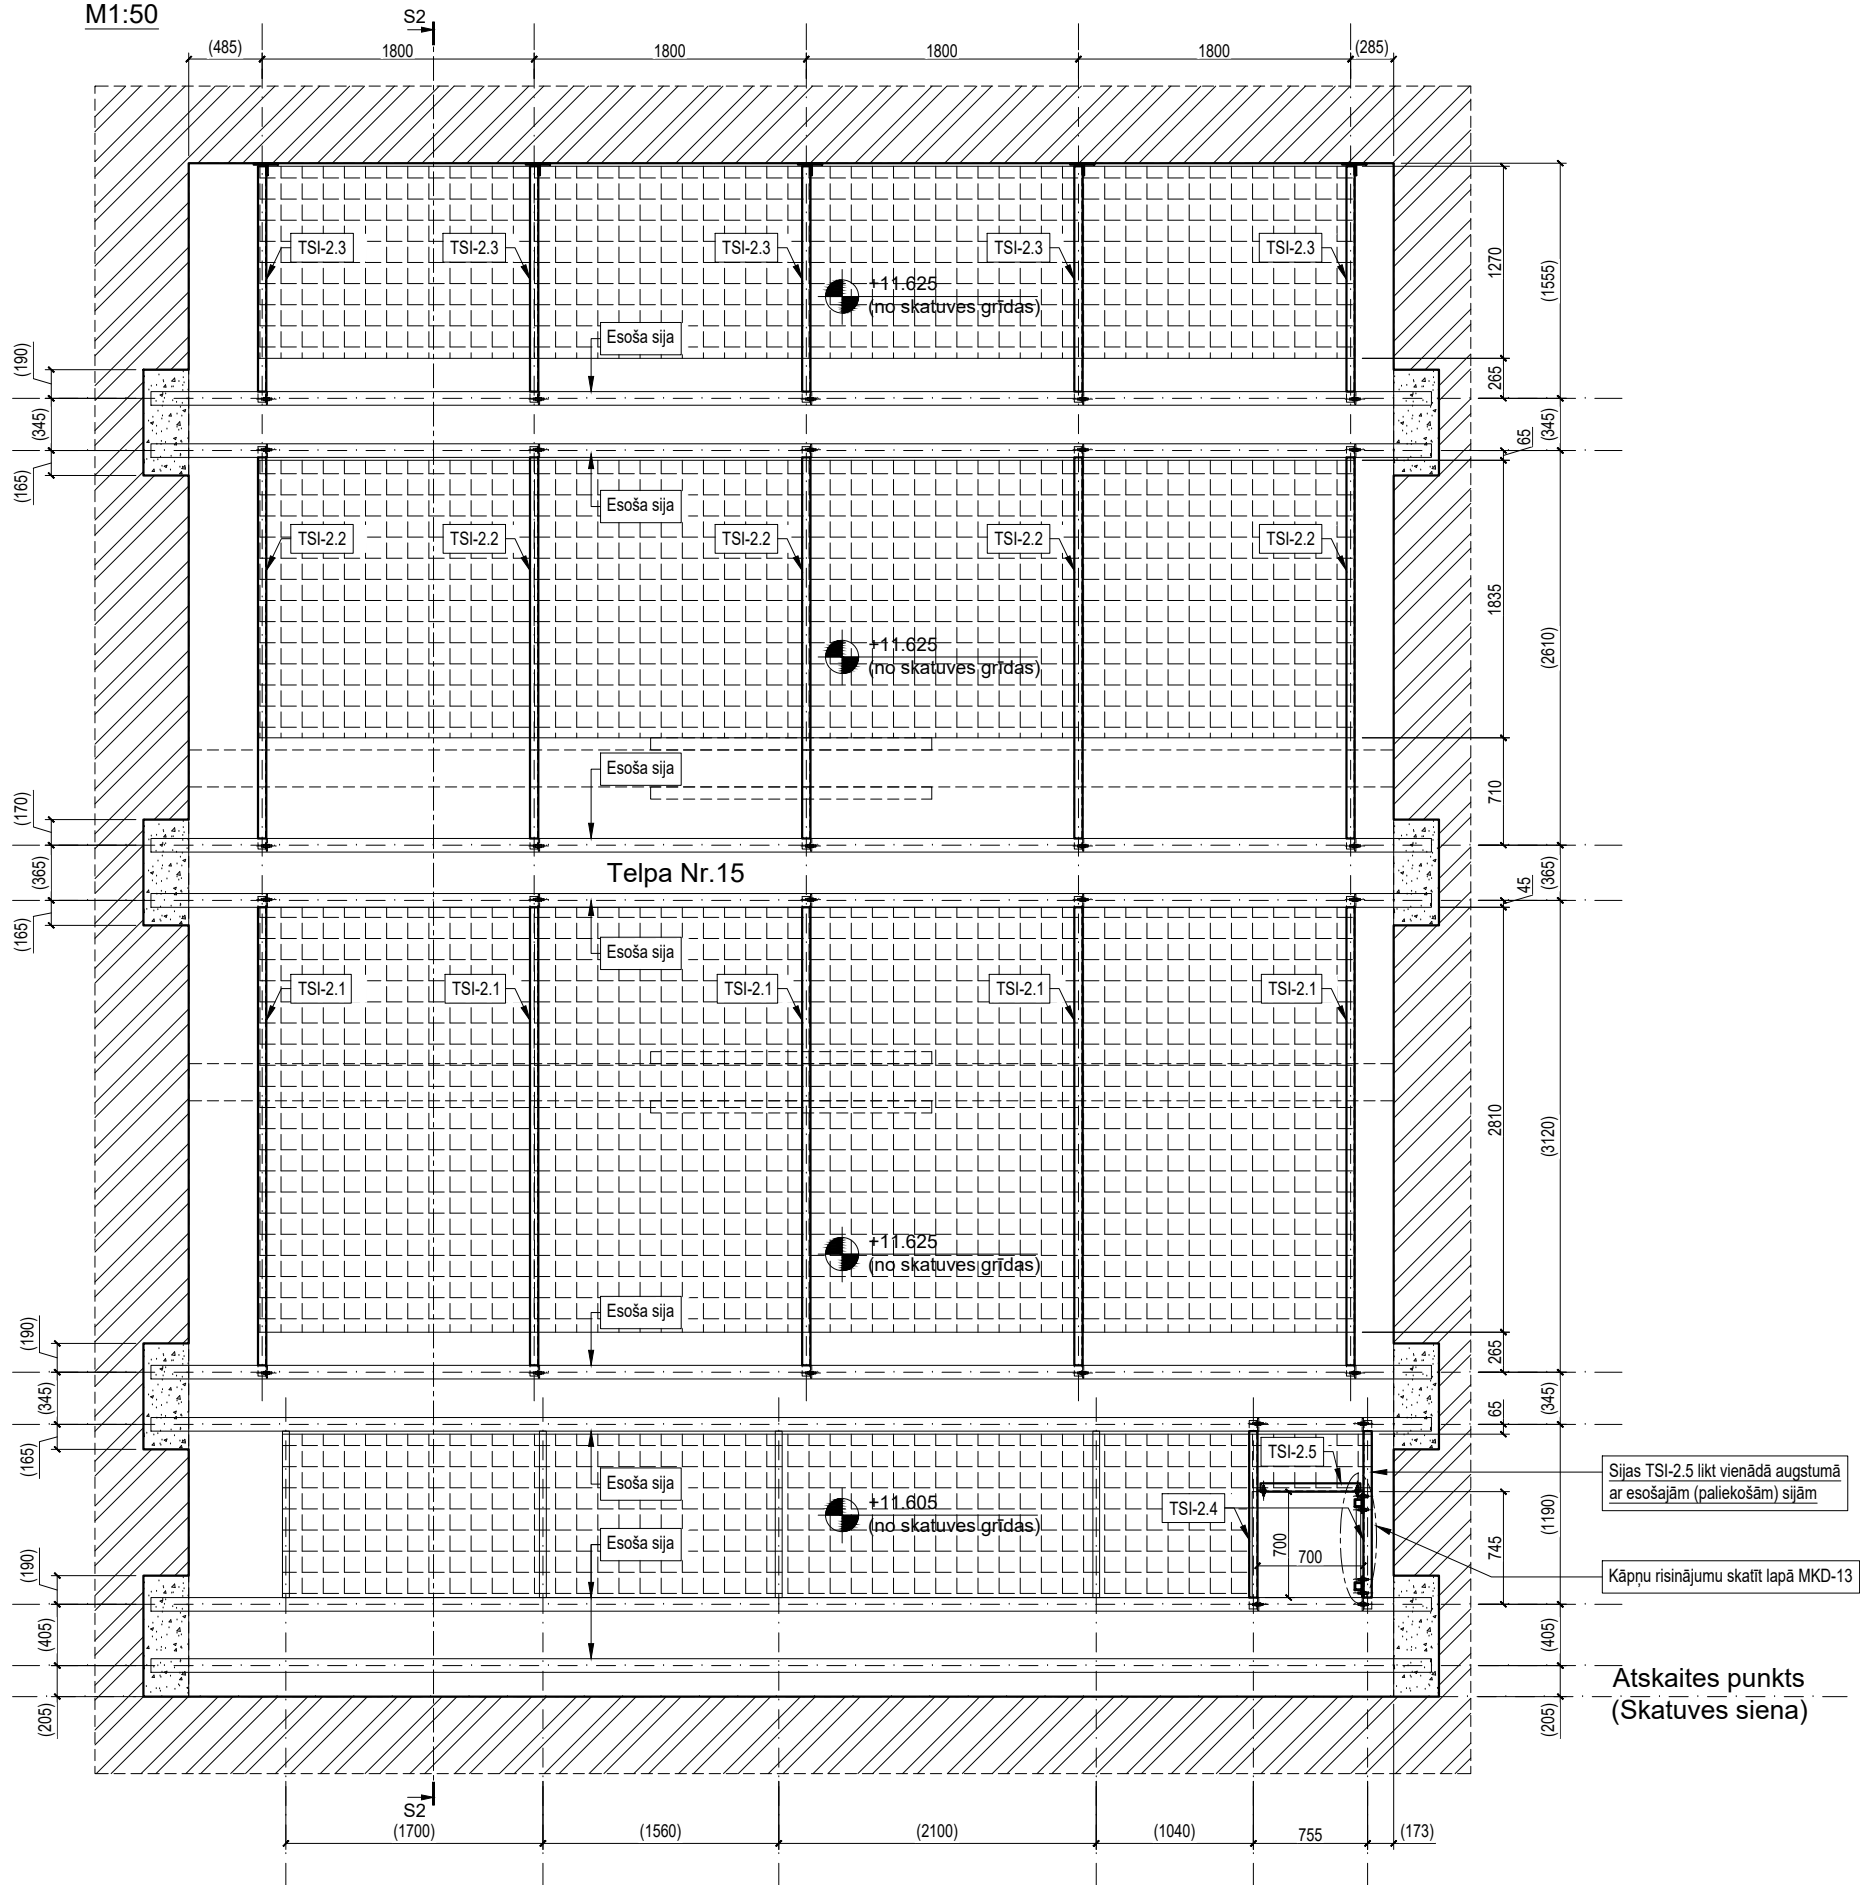 M1:50
S2
(485)
1800
1800
1800
1800
(285)
TSI-2.3
TSI-2.3
TSI-2.3
TSI-2.3
TSI-2.3
1270
(1555)
+11.625
(no skatuves grīdas)
Esoša sija
(190)
265
(345)
(345)
65
(165)
Esoša sija
TSI-2.2
TSI-2.2
TSI-2.2
TSI-2.2
TSI-2.2
1835
(2610)
+11.625
(no skatuves grīdas)
Esoša sija
710
(170)
(365)
Telpa Nr.15
(365)
45
(165)
Esoša sija
TSI-2.1
TSI-2.1
TSI-2.1
TSI-2.1
TSI-2.1
2810
(3120)
+11.625
(no skatuves grīdas)
Esoša sija
(190)
265
(345)
(345)
65
(165)
TSI-2.5
Esoša sija
Sijas TSI-2.5 likt vienādā augstumā
ar esošajām (paliekošām) sijām
+11.605
(no skatuves grīdas)
TSI-2.4
(1190)
745
700
700
Esoša sija
(190)
Kāpņu risinājumu skatīt lapā MKD-13
(405)
(405)
Atskaites punkts
(Skatuves siena)
(205)
(205)
S2
(1700)
(1560)
(2100)
(1040)
755
(173)